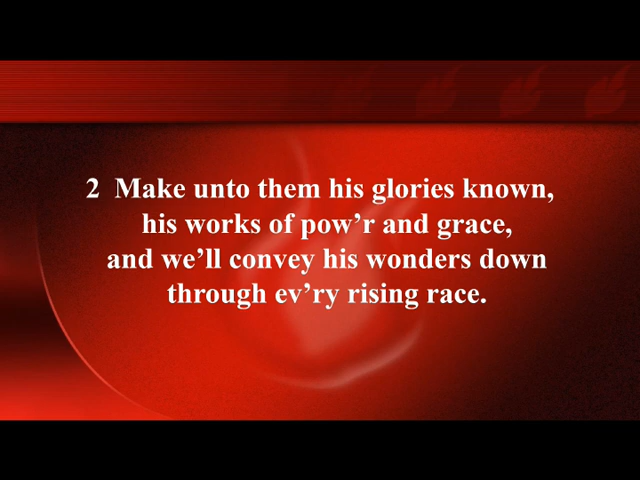 2 Make unto them his glories known,
his works of pow’r and grace,
and we’ll convey his wonders down
through ev’ry rising race.